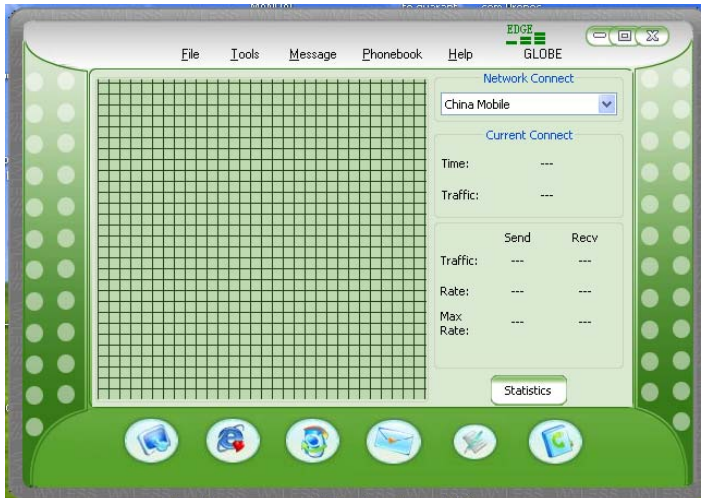 MANUAL
EDGE
File Tools Message Phonebook Help GLOBE
Network Connect
China Mobile
Current Connect
Time: ---
Traffic: ---
Send Recv
Traffic: --- ---
Rate: --- ---
Max
Rate: --- ---
Statistics